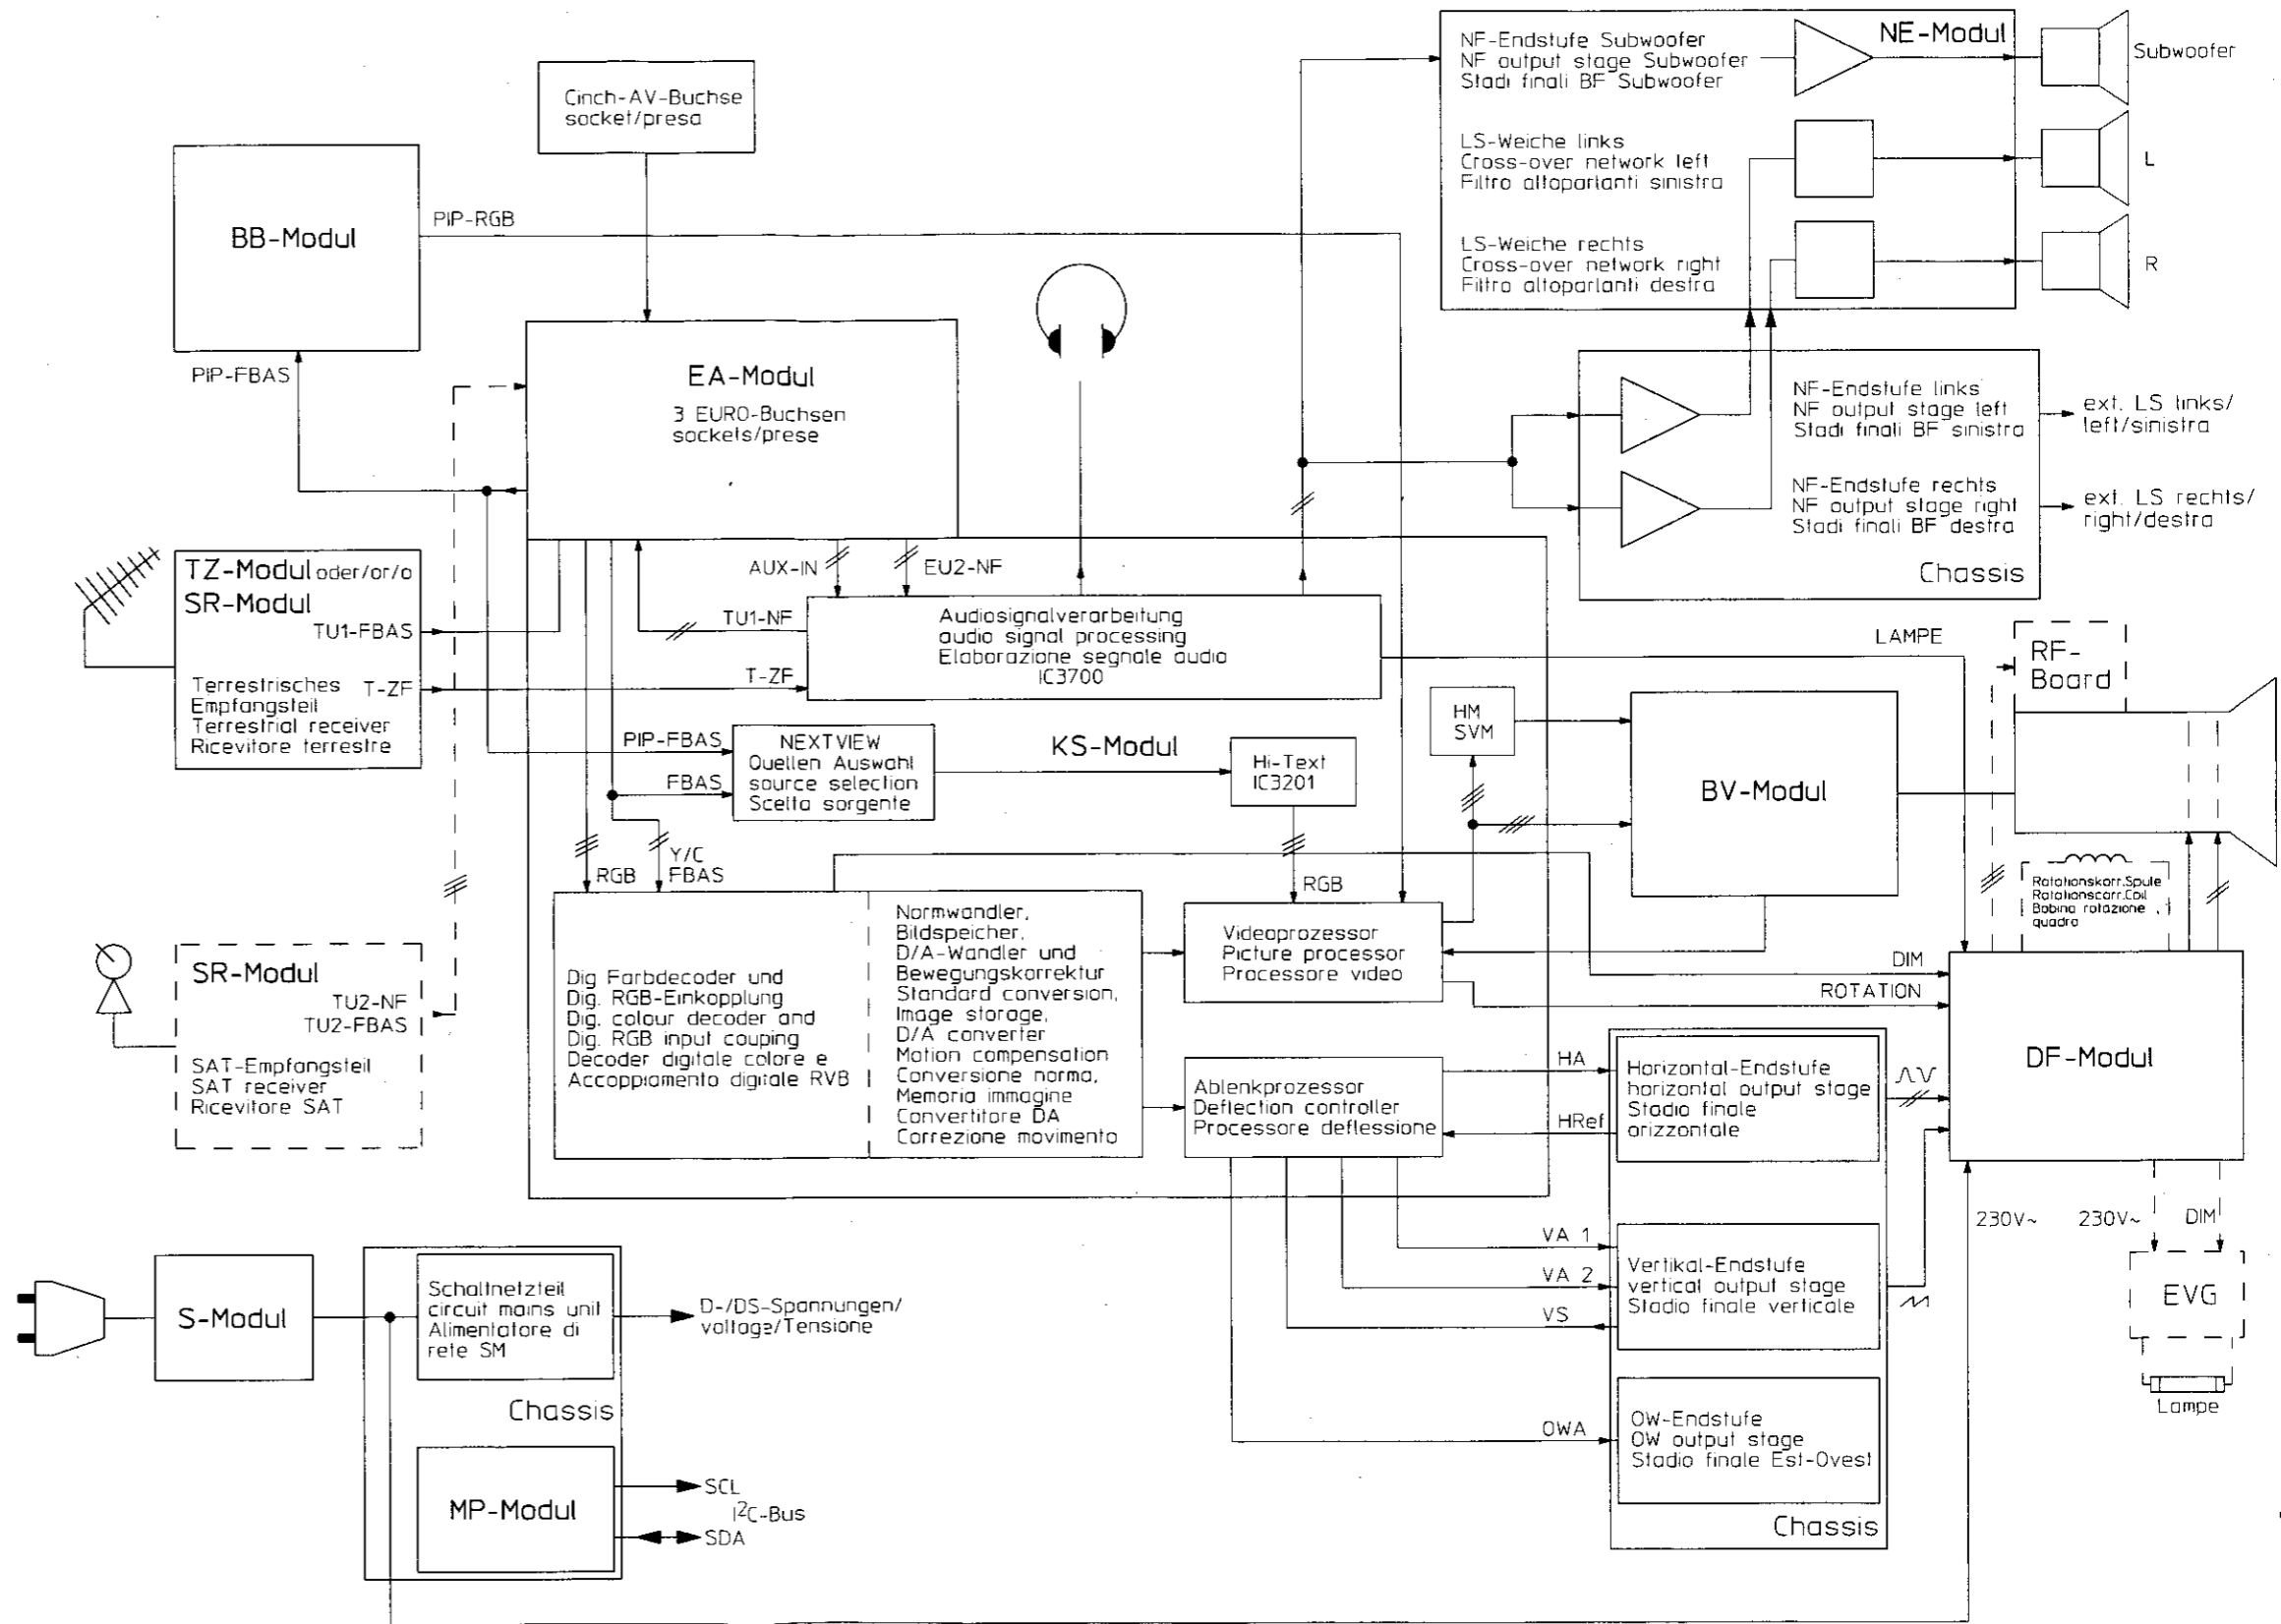 Cinch-AV-Buchse
socket/presa
BB-Modul
PIP-RGB
PIP-FBAS
EA-Modul
3 EURO-Buchsen
sockets/prese
NE-Modul
NF-Endstufe Subwoofer
NF output stage Subwoofer
Stadi finali BF Subwoofer
LS-Weiche links
Cross-over network left
Filtro altoparlanti sinistra
LS-Weiche rechts
Cross-over network right
Filtro altoparlanti destra
Subwoofer
L
R
NF-Endstufe links
NF output stage left
Stadi finali BF sinistra
NF-Endstufe rechts
NF output stage right
Stadi finali BF destra
Chassis
ext. LS links/
left/sinistra
ext. LS rechts/
right/destra
TZ-Modul oder/or/o
SR-Modul
TU1-FBAS
Terrestrisches T-ZF
Empfangsteil
Terrestrial receiver
Ricevitore terrestre
AUX-IN
EU2-NF
TU1-NF
T-ZF
Audiosignalverarbeitung
audio signal processing
Elaborazione segnale audio
IC3700
LAMPE
RF-
Board
PIP-FBAS
FBAS
NEXTVIEW
Quellen Auswahl
source selection
Scelta sorgente
KS-Modul
Hi-Text
IC3201
HM
SVM
BV-Modul
RGB
Y/C
FBAS
RGB
Rotationskorr.Spule
Rotationscorr.Coil
Bobina rotazione
quadro
SR-Modul
TU2-NF
TU2-FBAS
SAT-Empfangsteil
SAT receiver
Ricevitore SAT
Dig Farbdecoder und
Dig. RGB-Einkopplung
Dig. colour decoder and
Dig. RGB input couping
Decoder digitale colore e
Accoppiamento digitale RVB
Normwandler,
Bildspeicher,
D/A-Wandler und
Bewegungskorrektur
Standard conversion,
Image storage,
D/A converter
Motion compensation
Conversione norma,
Memoria immagine
Convertitore DA
Correzione movimento
Videoprozessor
Picture processor
Processore video
DIM
ROTATION
Ablenkprozessor
Deflection controller
Processore deflessione
HA
HRef
Horizontal-Endstufe
horizontal output stage
Stadio finale
orizzontale
DF-Modul
VA 1
VA 2
VS
Vertikal-Endstufe
vertical output stage
Stadio finale verticale
OWA
OW-Endstufe
OW output stage
Stadio finale Est-Ovest
Chassis
230V~
230V~
DIM
EVG
Lampe
S-Modul
Schaltnetzteil
circuit mains unit
Alimentatore di
rete SM
Chassis
D-/DS-Spannungen/
voltage/Tensione
MP-Modul
SCL
I²C-Bus
SDA